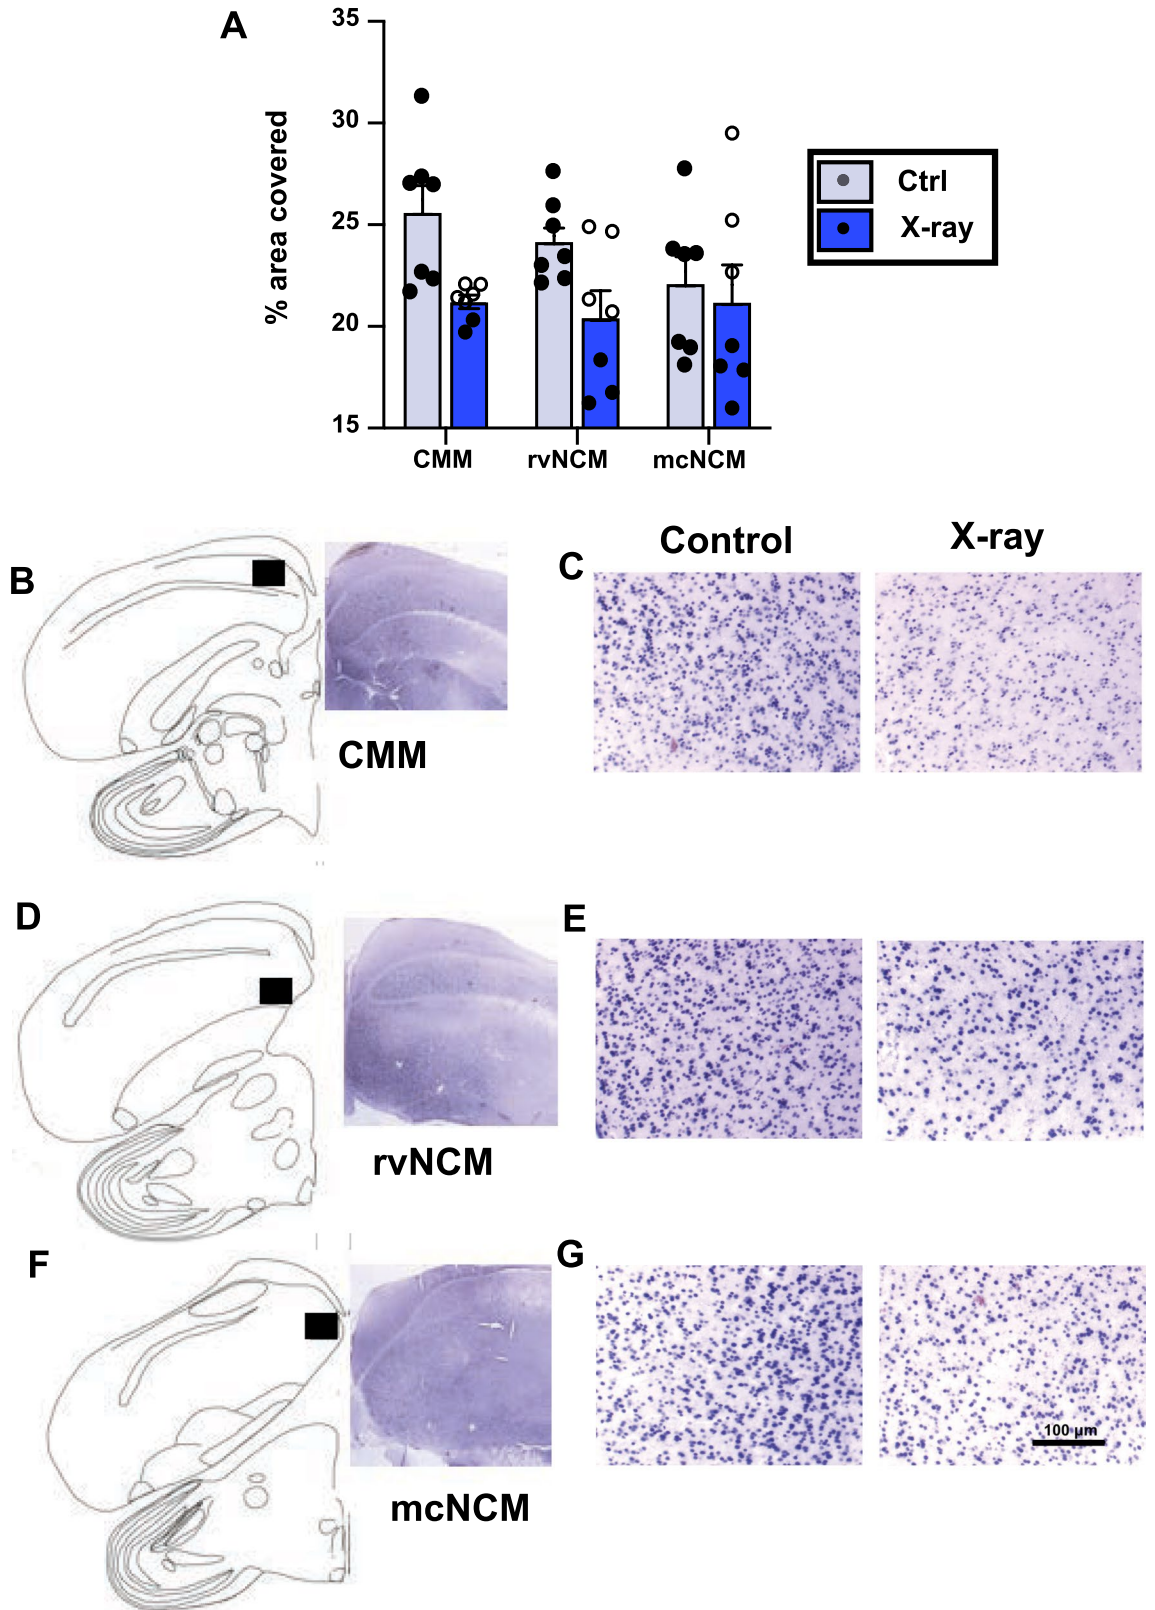 A
35
30
25
20
15
% area covered
CMM
rvNCM
mcNCM
Ctrl
X-ray
Control
X-ray
B
CMM
C
D
rvNCM
E
F
mcNCM
G
100 µm